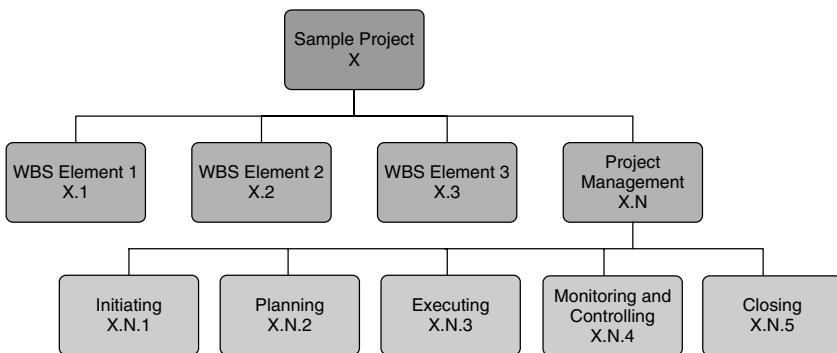 Sample Project
X
WBS Element 1
X.1
WBS Element 2
X.2
WBS Element 3
X.3
Project
Management
X.N
Initiating
X.N.1
Planning
X.N.2
Executing
X.N.3
Monitoring and
Controlling
X.N.4
Closing
X.N.5